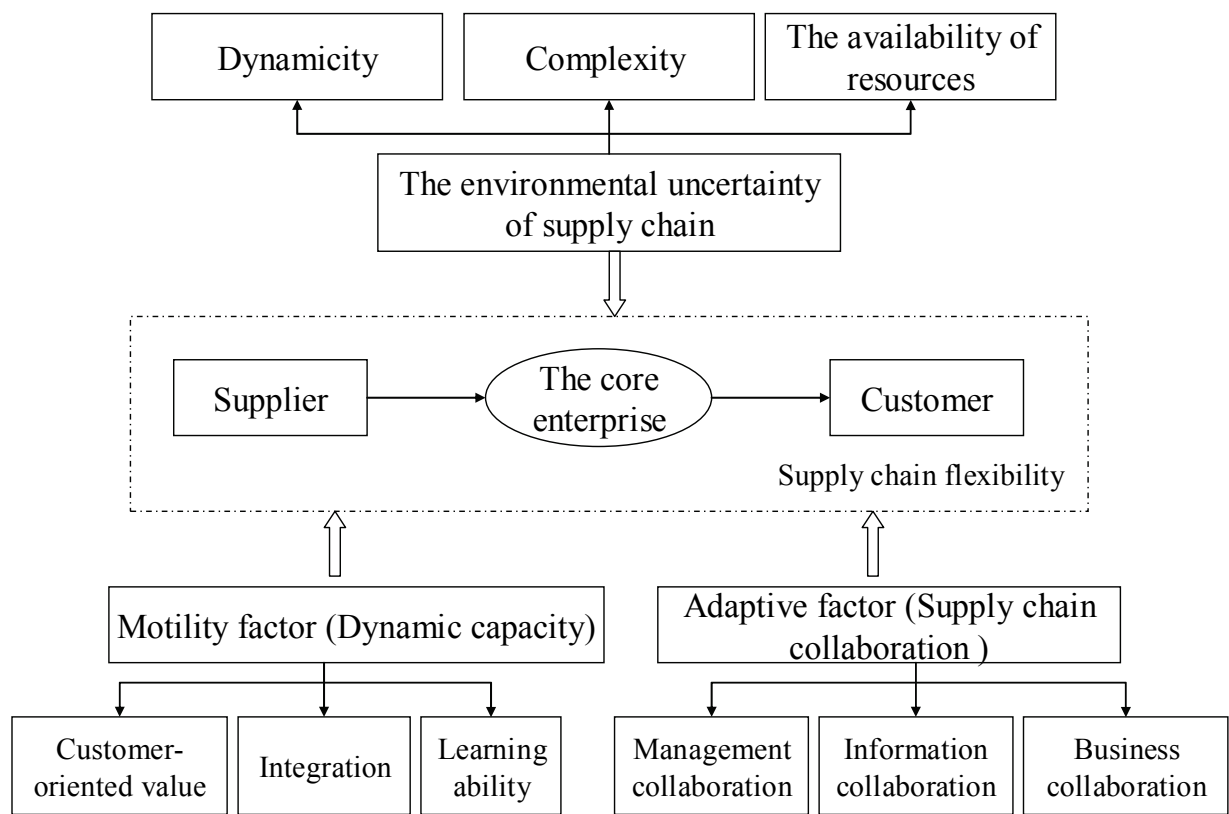 Dynamicity
Complexity
The availability of
resources
The environmental uncertainty
of supply chain
Supplier
The core
enterprise
Customer
Supply chain flexibility
Motility factor (Dynamic capacity)
Adaptive factor (Supply chain
collaboration )
Customer-
oriented value
Integration
Learning
ability
Management
collaboration
Information
collaboration
Business
collaboration